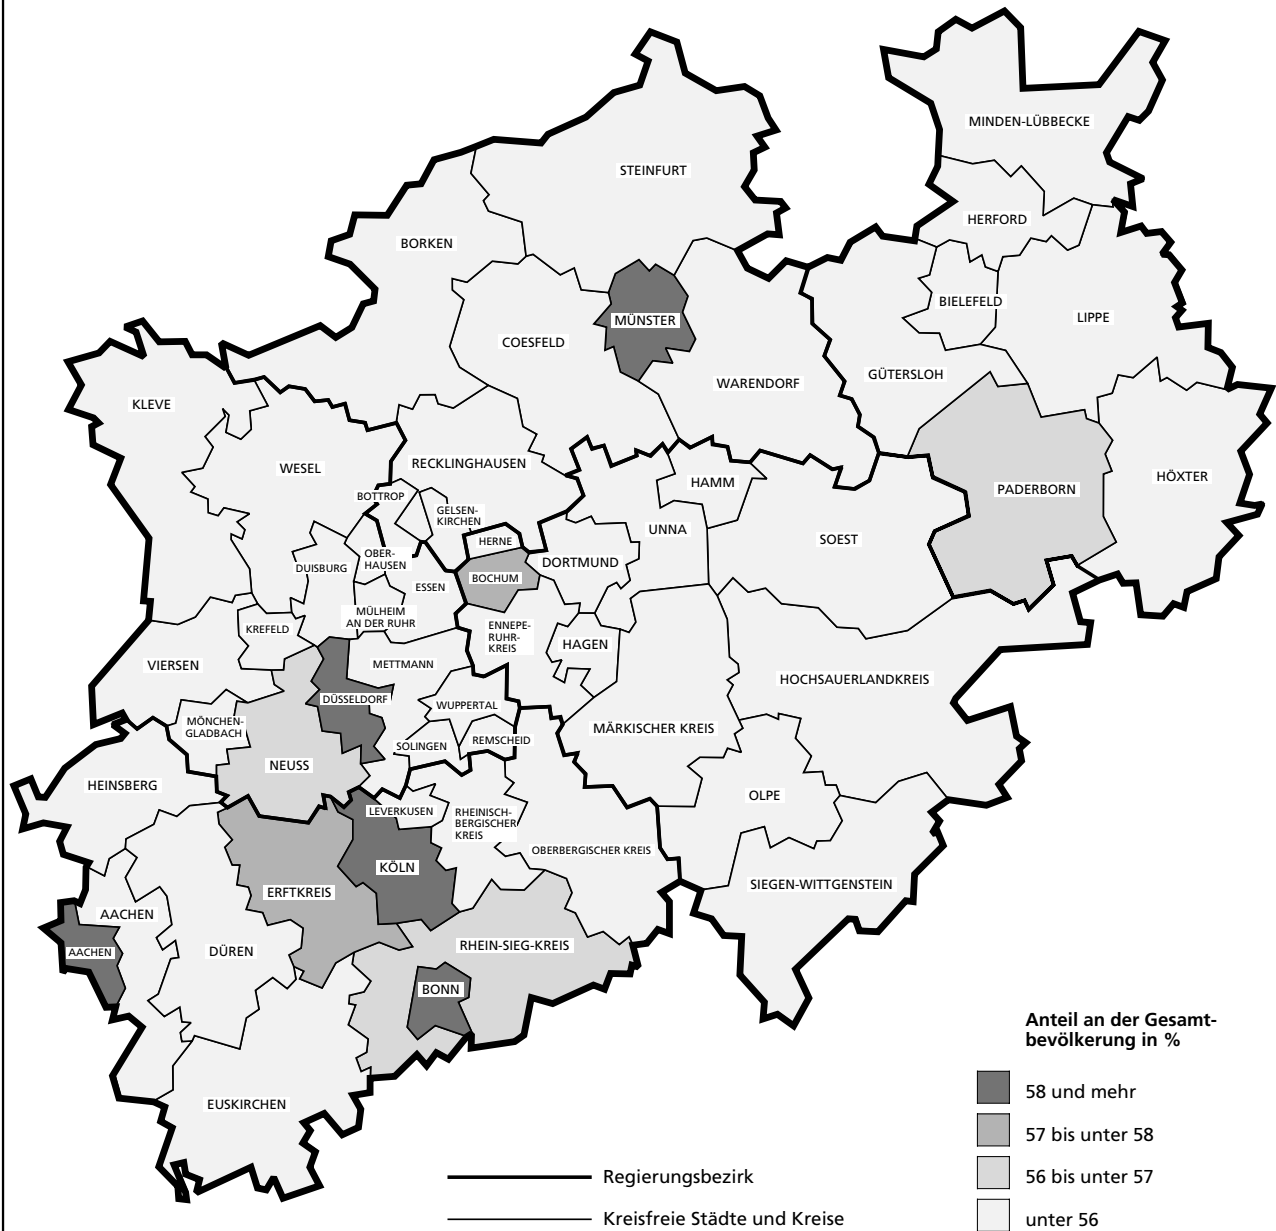 MINDEN-LÜBBECKE
STEINFURT
HERFORD
BORKEN
BIELEFELD
MÜNSTER
LIPPE
COESFELD
WARENDORF
GÜTERSLOH
KLEVE
RECKLINGHAUSEN
WESEL
HÖXTER
HAMM
PADERBORN
BOTTROP
GELSEN-
KIRCHEN
UNNA
SOEST
HERNE
OBER-
HAUSEN
DORTMUND
DUISBURG
BOCHUM
ESSEN
MÜLHEIM
AN DER RUHR
KREFELD
ENNEPE-
RUHR-
KREIS
HAGEN
VIERSEN
METTMANN
HOCHSAUERLANDKREIS
DÜSSELDORF
WUPPERTAL
MÖNCHEN-
GLADBACH
MÄRKISCHER KREIS
SOLINGEN
REMSCHEID
NEUSS
HEINSBERG
OLPE
LEVERKUSEN
RHEINISCH-
BERGISCHER
KREIS
OBERBERGISCHER KREIS
KÖLN
SIEGEN-WITTGENSTEIN
ERFTKREIS
AACHEN
RHEIN-SIEG-KREIS
AACHEN
DÜREN
BONN
EUSKIRCHEN
Anteil an der Gesamt-
bevölkerung in %
58 und mehr
57 bis unter 58
56 bis unter 57
unter 56
Regierungsbezirk
Kreisfreie Städte und Kreise